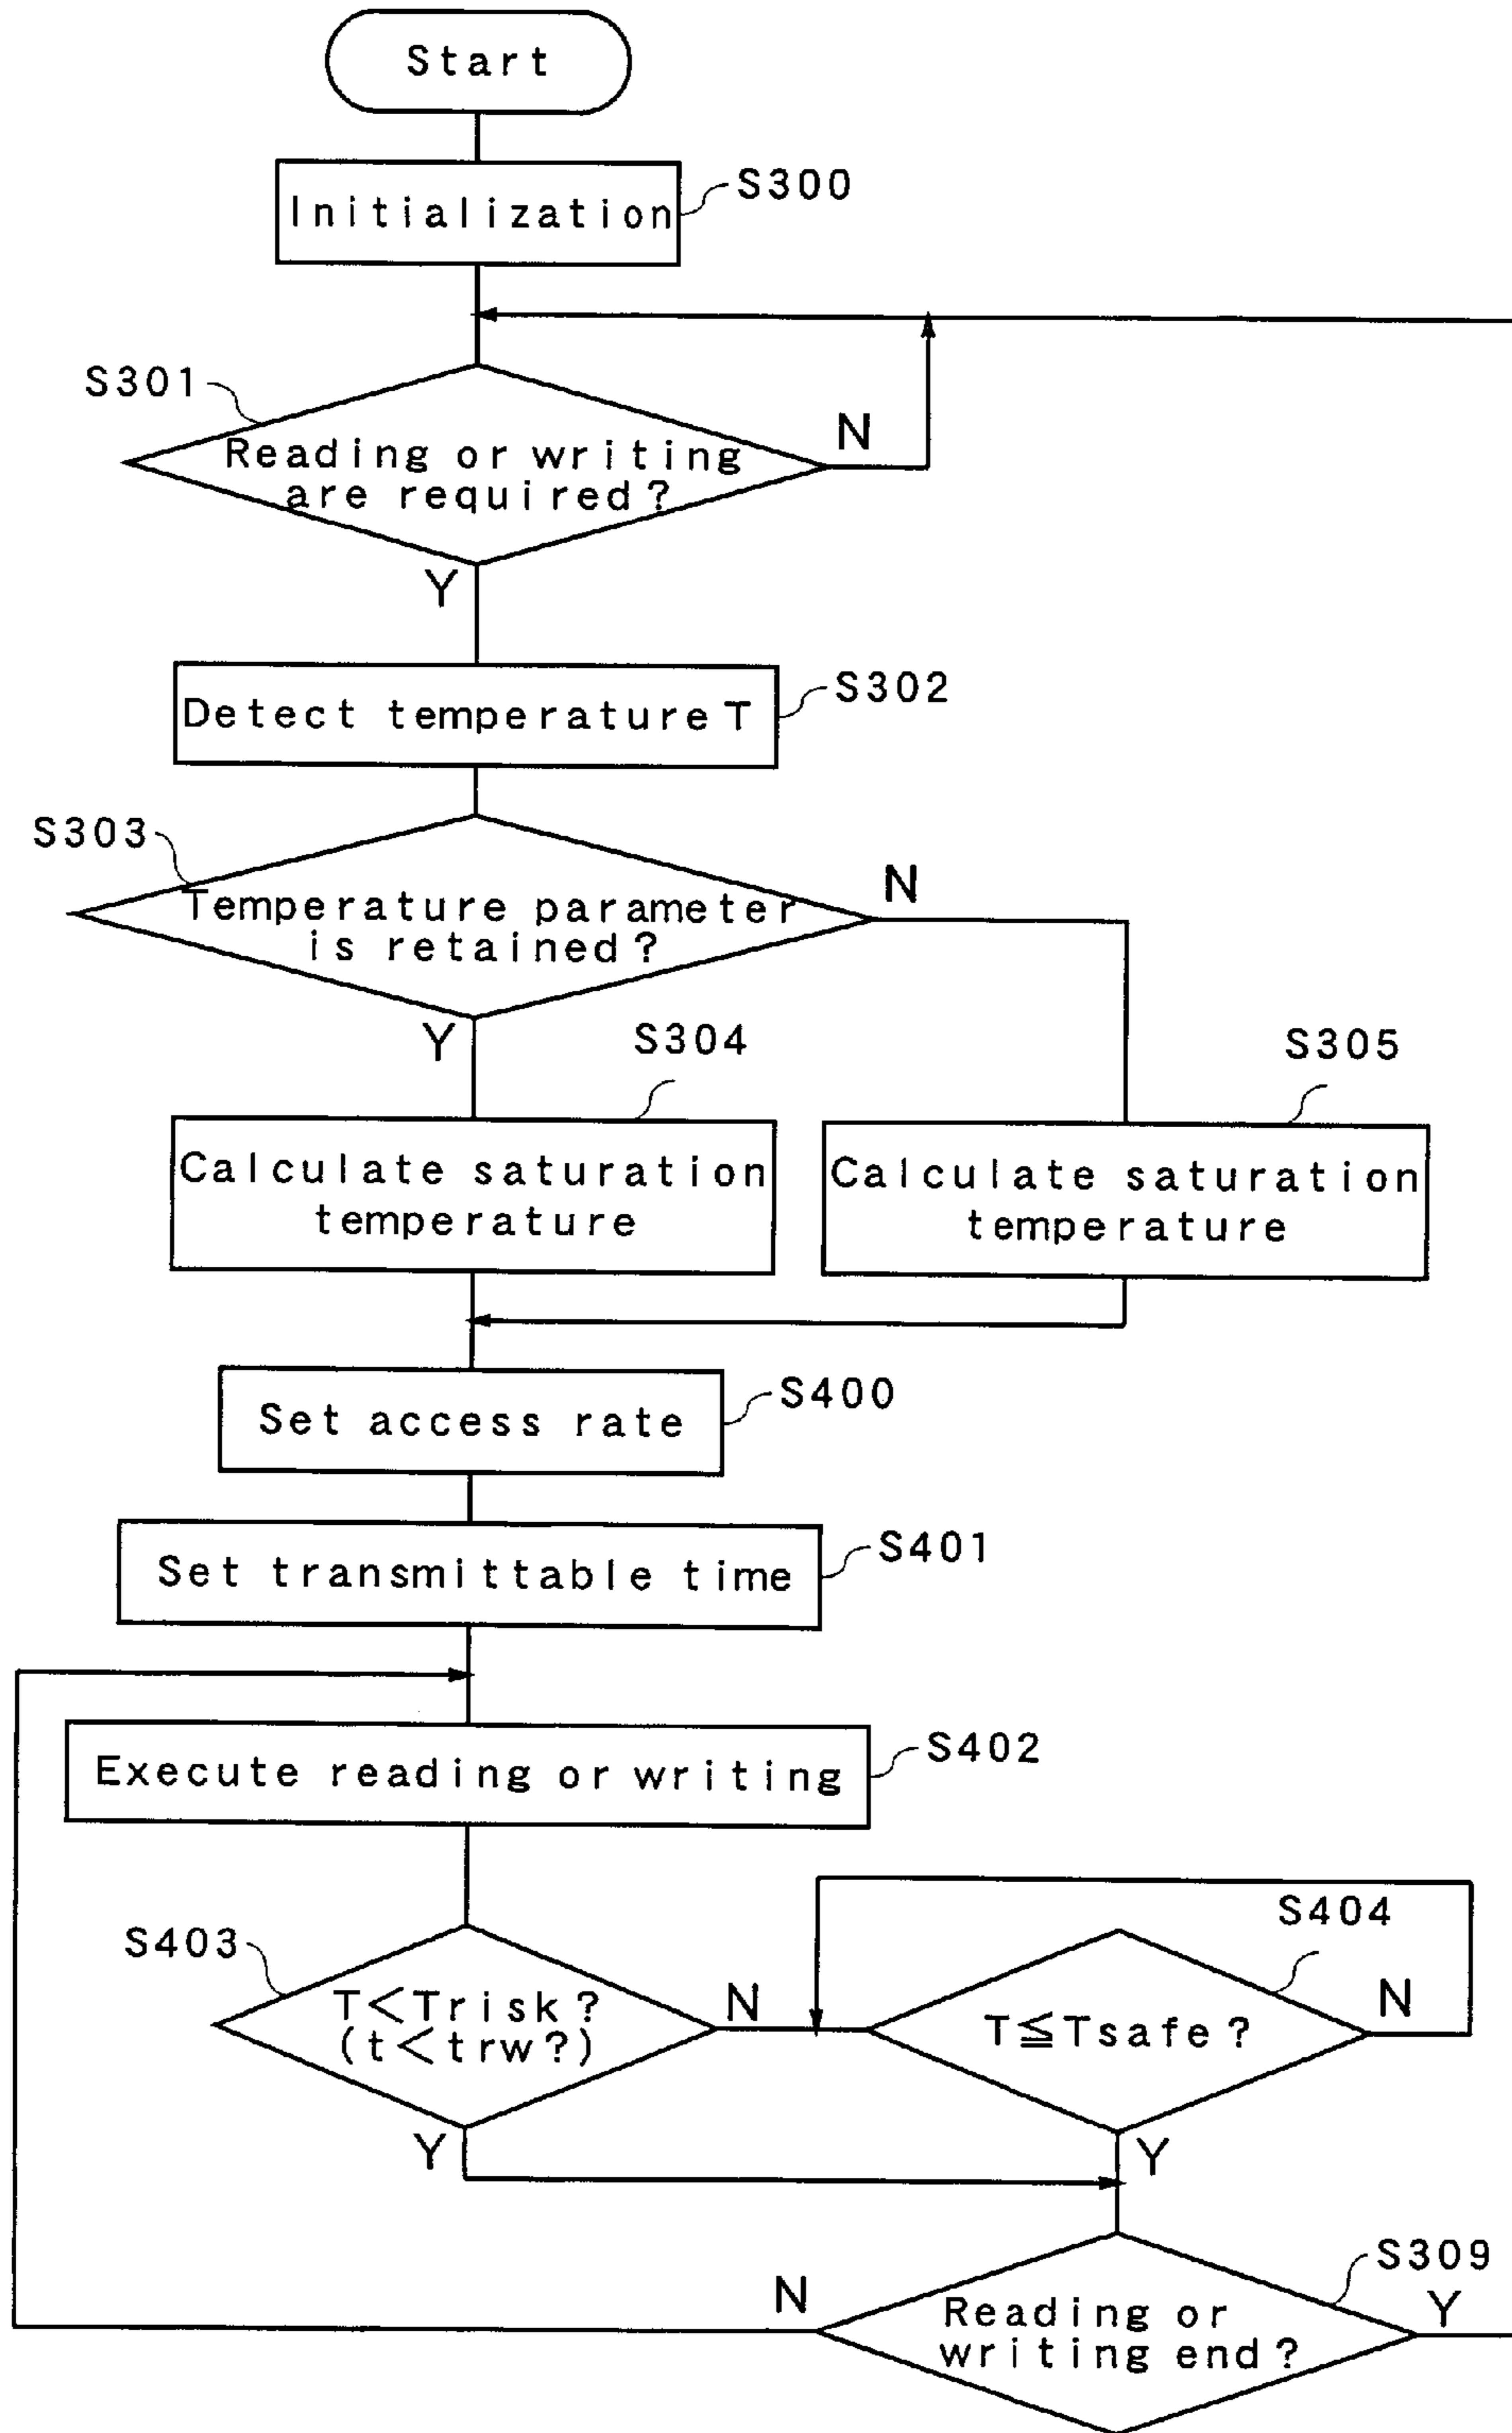 Start
Initialization
S300
S301
Reading or writing
are required?
N
Y
Detect temperature T
S302
S303
Temperature parameter
is retained?
N
Y
S304
S305
Calculate saturation
temperature
Calculate saturation
temperature
Set access rate
S400
Set transmittable time
S401
Execute reading or writing
S402
S403
T<Trisk?
(t<trw?)
N
Y
S404
T≦Tsafe?
N
Y
S309
Reading or
writing end?
N
Y